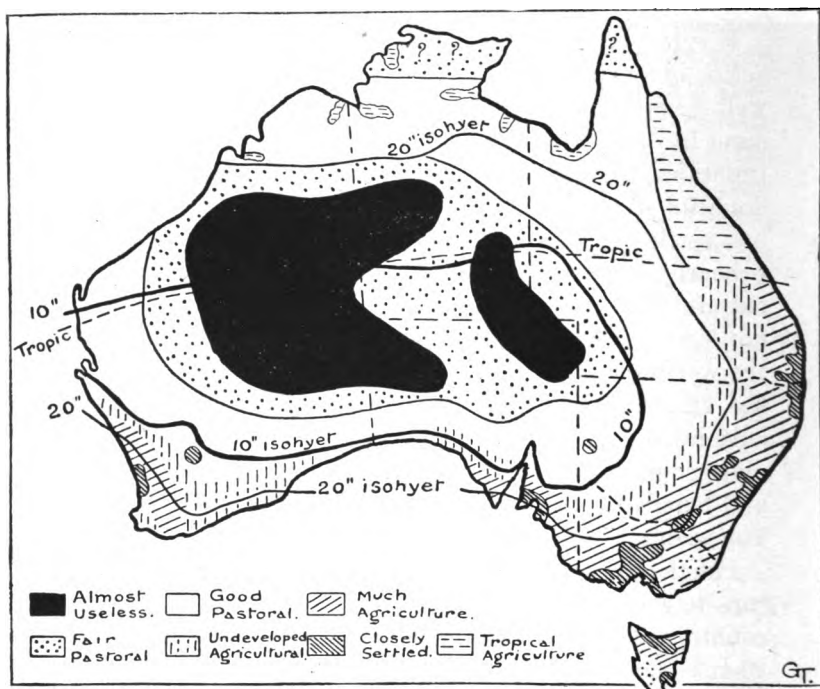 ? ?
?
20" isohyet
20"
Tropic
10"
Tropic
20"
10" isohyet
10"
20" isohyet
Almost
Useless.
Good
Pastoral.
Much
Agriculture.
Fair
Pastoral
Undeveloped
Agricultural.
Closely
Settled.
Tropical
Agriculture
GT.